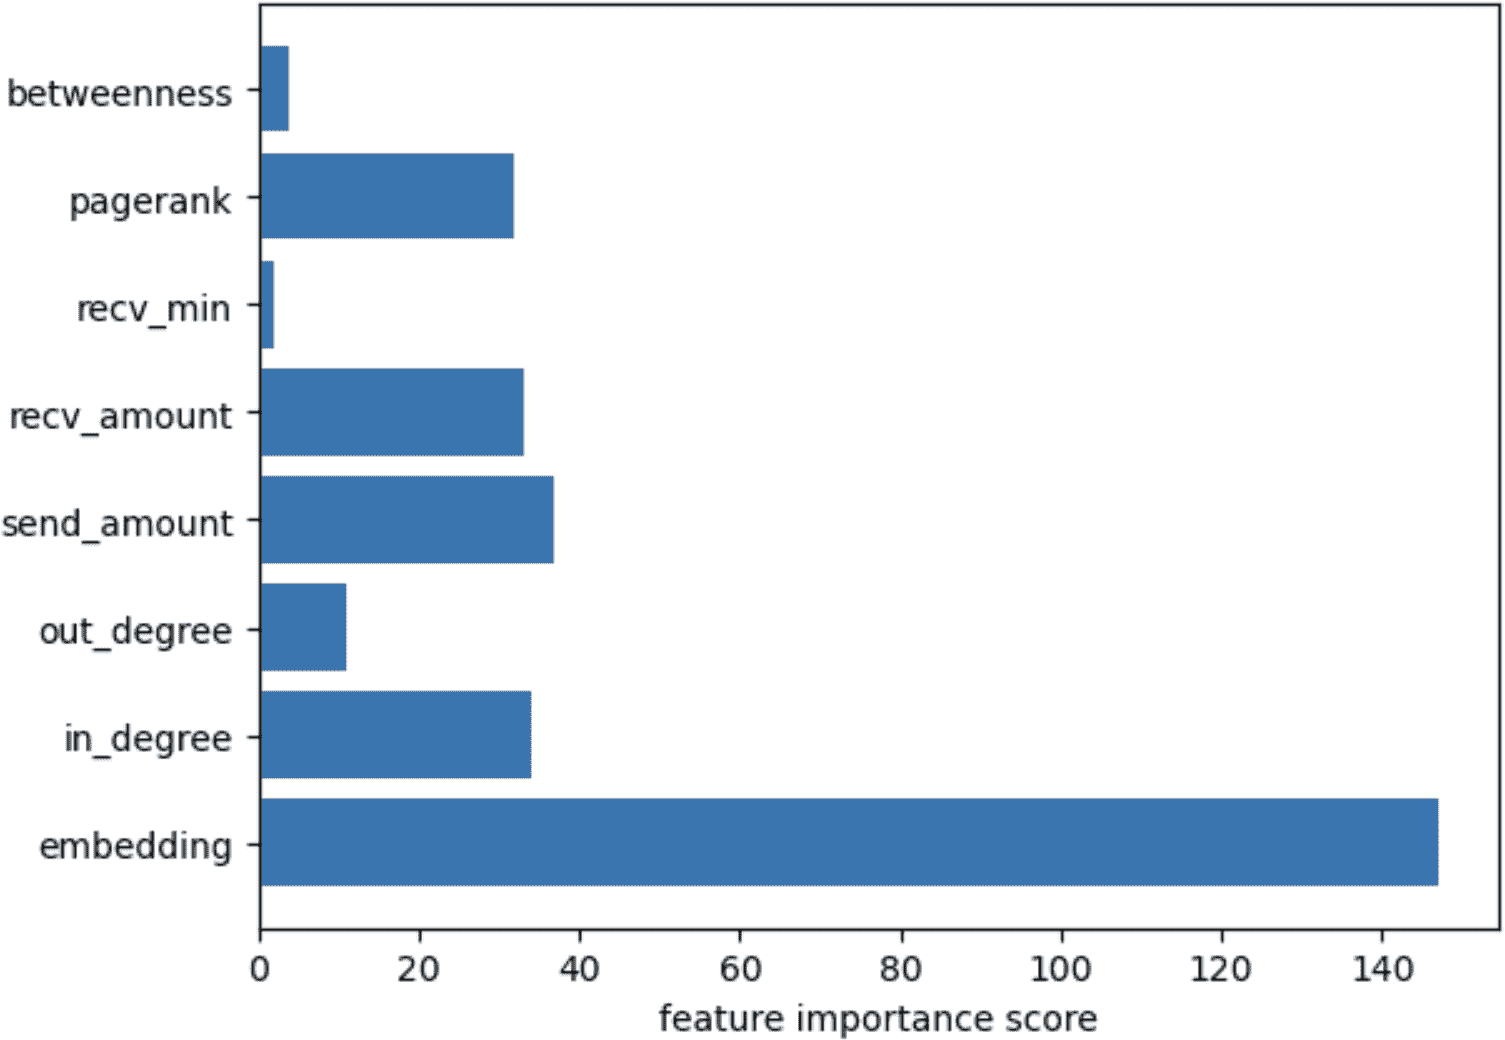 betweenness
pagerank
recv_min
recv_amount
send_amount
out_degree
in_degree
embedding
0 20 40 60 80 100 120 140
feature importance score